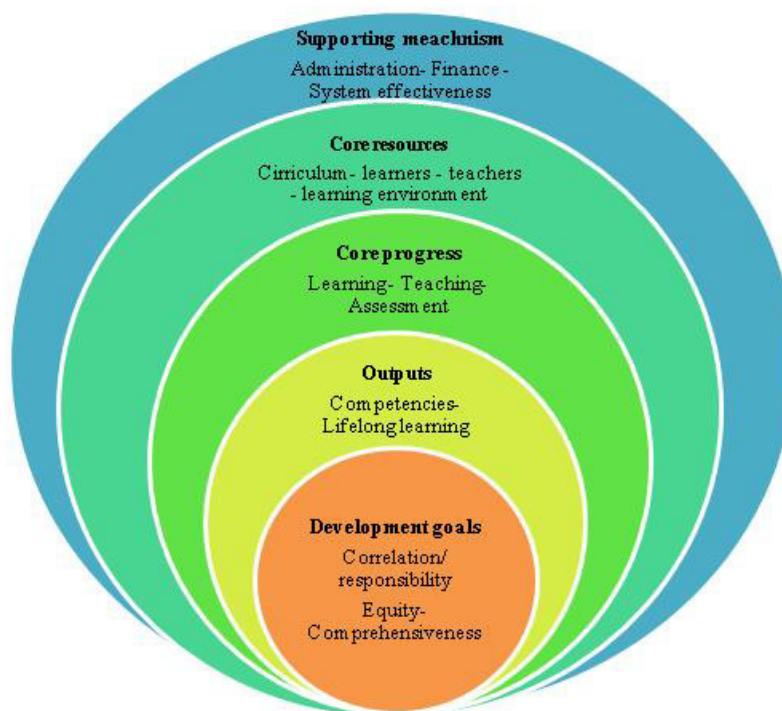 Supporting meachnism
Administration- Finance -
System effectiveness
Core resources
Cirriculum - learners - teachers
- learning environment
Core progress
Learning- Teaching-
Assessment
Outputs
Competencies-
Lifelong learning
Development goals
Correlation/
responsibility
Equity-
Comprehensiveness